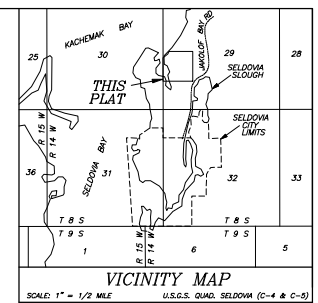 KACHEMAK BAY
JAKOLOF BAY RD
25
30
29
28
SELDOVIA
SLOUGH
THIS
PLAT
R 15 W
R 14 W
SELDOVIA
CITY
LIMITS
SELDOVIA BAY
36
31
32
33
T 8 S
T 8 S
T 9 S
T 9 S
1
R 15 W
R 14 W
6
5
VICINITY MAP
SCALE: 1" = 1/2 MILE
U.S.G.S. QUAD. SELDOVIA (C-4 & C-5)